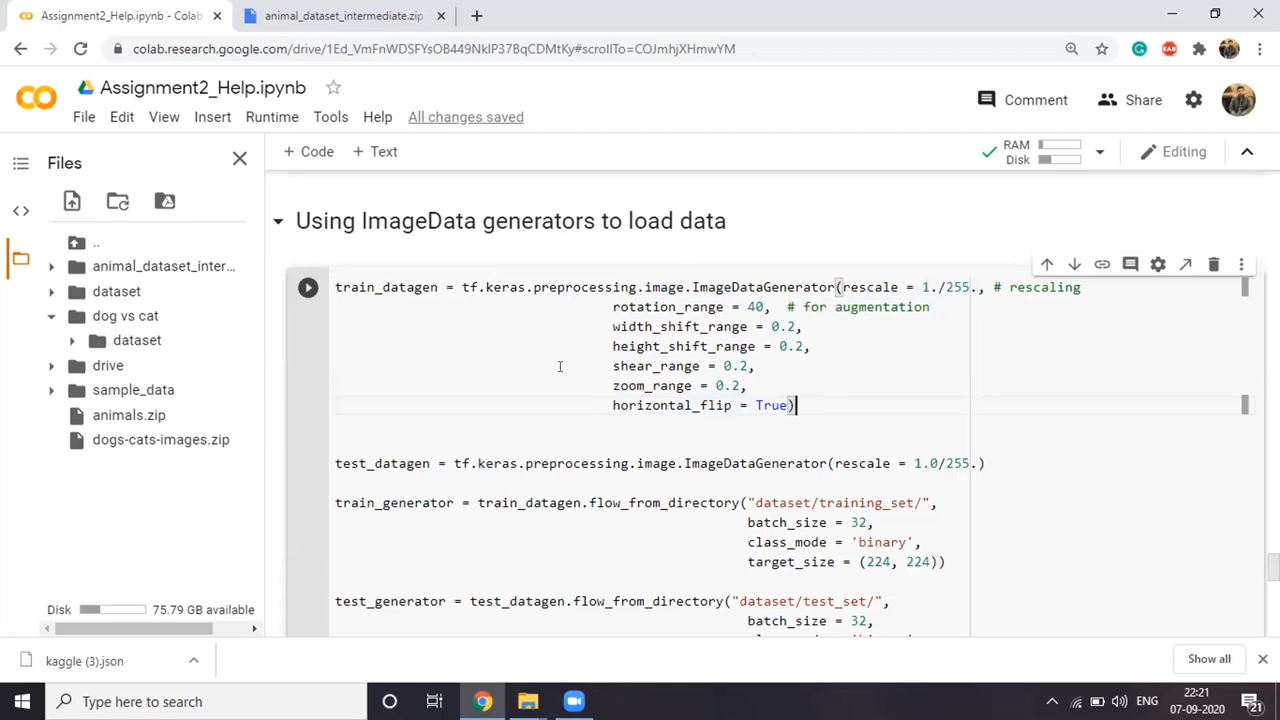 Assignment2_Help.ipynb - Colab
animal_dataset_intermediate.zip
colab.research.google.com/drive/1Ed_VmFnWDSFYsOB449NklP37BqCDMtKy#scrollTo=COJmhjXHmwYM
Assignment2_Help.ipynb
Comment
Share
File Edit View Insert Runtime Tools Help All changes saved
Files
+ Code + Text
RAM
Disk
Editing
..
animal_dataset_inter...
dataset
dog vs cat
dataset
drive
sample_data
animals.zip
dogs-cats-images.zip
Disk 75.79 GB available
Using ImageData generators to load data
train_datagen = tf.keras.preprocessing.image.ImageDataGenerator(rescale = 1./255., # rescaling
rotation_range = 40, # for augmentation
width_shift_range = 0.2,
height_shift_range = 0.2,
shear_range = 0.2,
zoom_range = 0.2,
horizontal_flip = True)
test_datagen = tf.keras.preprocessing.image.ImageDataGenerator(rescale = 1.0/255.)
train_generator = train_datagen.flow_from_directory("dataset/training_set/",
batch_size = 32,
class_mode = 'binary',
target_size = (224, 224))
test_generator = test_datagen.flow_from_directory("dataset/test_set/",
batch_size = 32,
kaggle (3).json
Show all
Type here to search
ENG
22:21
07-09-2020
21